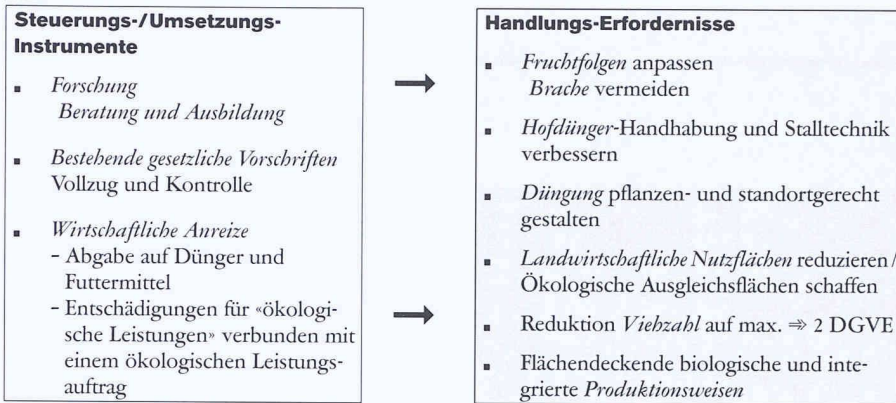 Steuerungs-/Umsetzungs-
Instrumente
▪ Forschung
Beratung und Ausbildung
▪ Bestehende gesetzliche Vorschriften
Vollzug und Kontrolle
▪ Wirtschaftliche Anreize
– Abgabe auf Dünger und
Futtermittel
– Entschädigungen für «ökologi-
sche Leistungen» verbunden mit
einem ökologischen Leistungs-
auftrag
→
→
Handlungs-Erfordernisse
▪ Fruchtfolgen anpassen
Brache vermeiden
▪ Hofdünger-Handhabung und Stalltechnik
verbessern
▪ Düngung pflanzen- und standortgerecht
gestalten
▪ Landwirtschaftliche Nutzflächen reduzieren/
Ökologische Ausgleichsflächen schaffen
▪ Reduktion Viehzahl auf max. ⇒ 2 DGVE
▪ Flächendeckende biologische und inte-
grierte Produktionsweisen